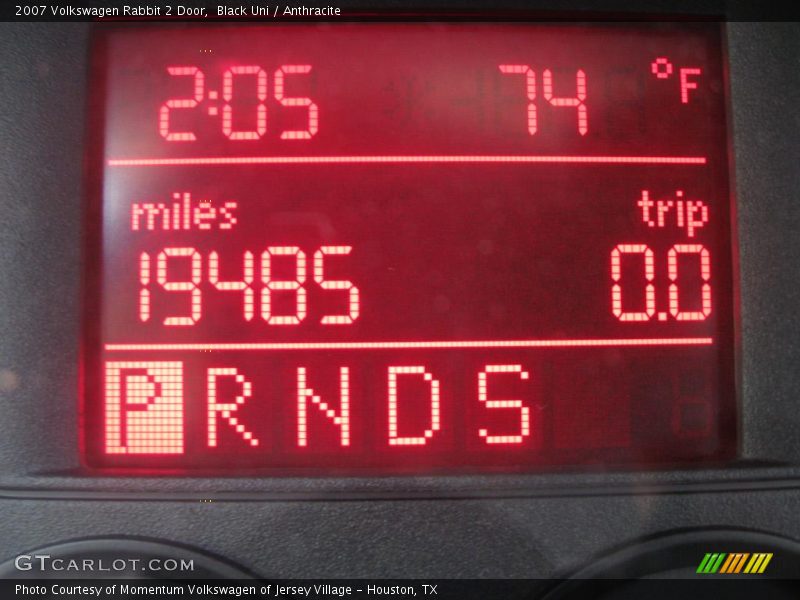 2007 Volkswagen Rabbit 2 Door, Black Uni / Anthracite
2:05 74 °F
miles trip
19485 0.0
P R N D S
GTCARLOT.COM
Photo Courtesy of Momentum Volkswagen of Jersey Village – Houston, TX